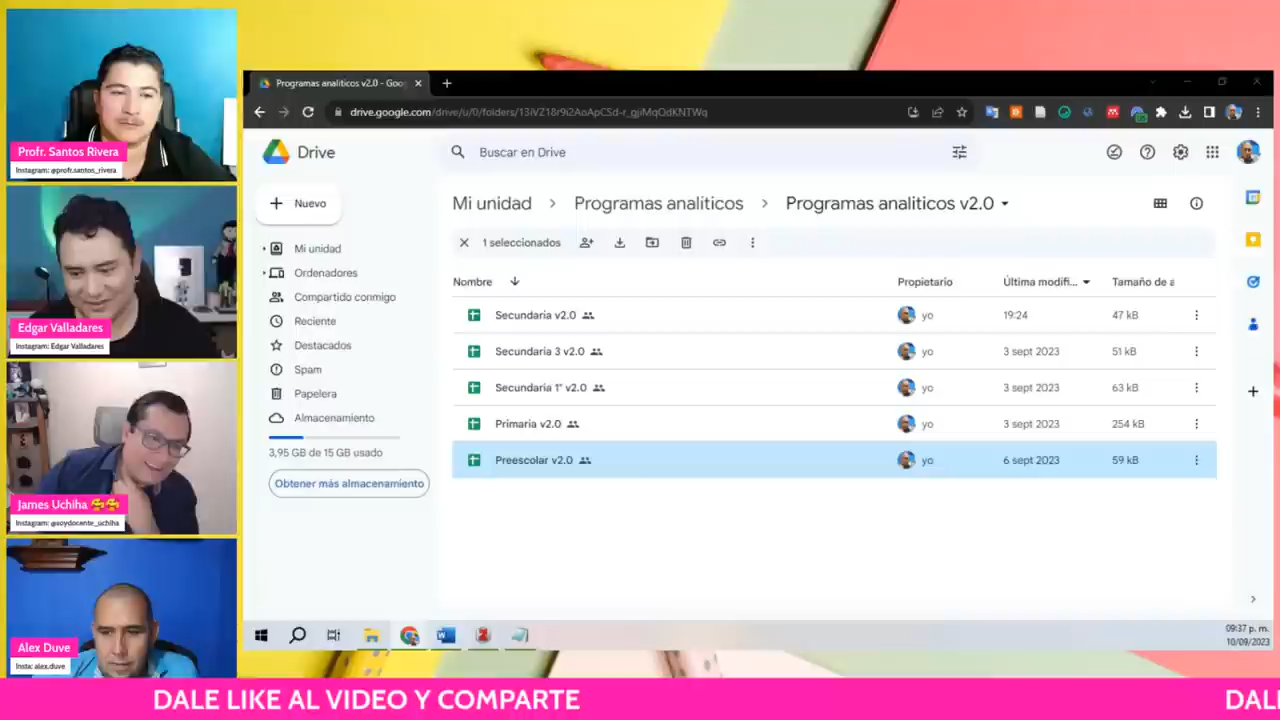 Profr. Santos Rivera
Instagram: @profr.santos_rivera
Edgar Valladares
Instagram: Edgar Valladares
James Uchiha 🥰🥰
Instagram: @soydocente_uchiha
Alex Duve
Insta: alex.duve
Programas analíticos v2.0 - Goo
drive.google.com/drive/u/0/folders/13iVZ18r9i2AoApCSd-r_gjiMqOdKNTWq
Drive
Buscar en Drive
Nuevo
Mi unidad
Ordenadores
Compartido conmigo
Reciente
Destacados
Spam
Papelera
Almacenamiento
3,95 GB de 15 GB usado
Obtener más almacenamiento
Mi unidad > Programas analíticos > Programas analiticos v2.0
1 seleccionados
Nombre Propietario Última modifi... Tamaño de a
Secundaria v2.0 yo 19:24 47 kB
Secundaria 3 v2.0 yo 3 sept 2023 51 kB
Secundaria 1° v2.0 yo 3 sept 2023 63 kB
Primaria v2.0 yo 3 sept 2023 254 kB
Preescolar v2.0 yo 6 sept 2023 59 kB
09:37 p. m.
10/09/2023
DALE LIKE AL VIDEO Y COMPARTE
DAL